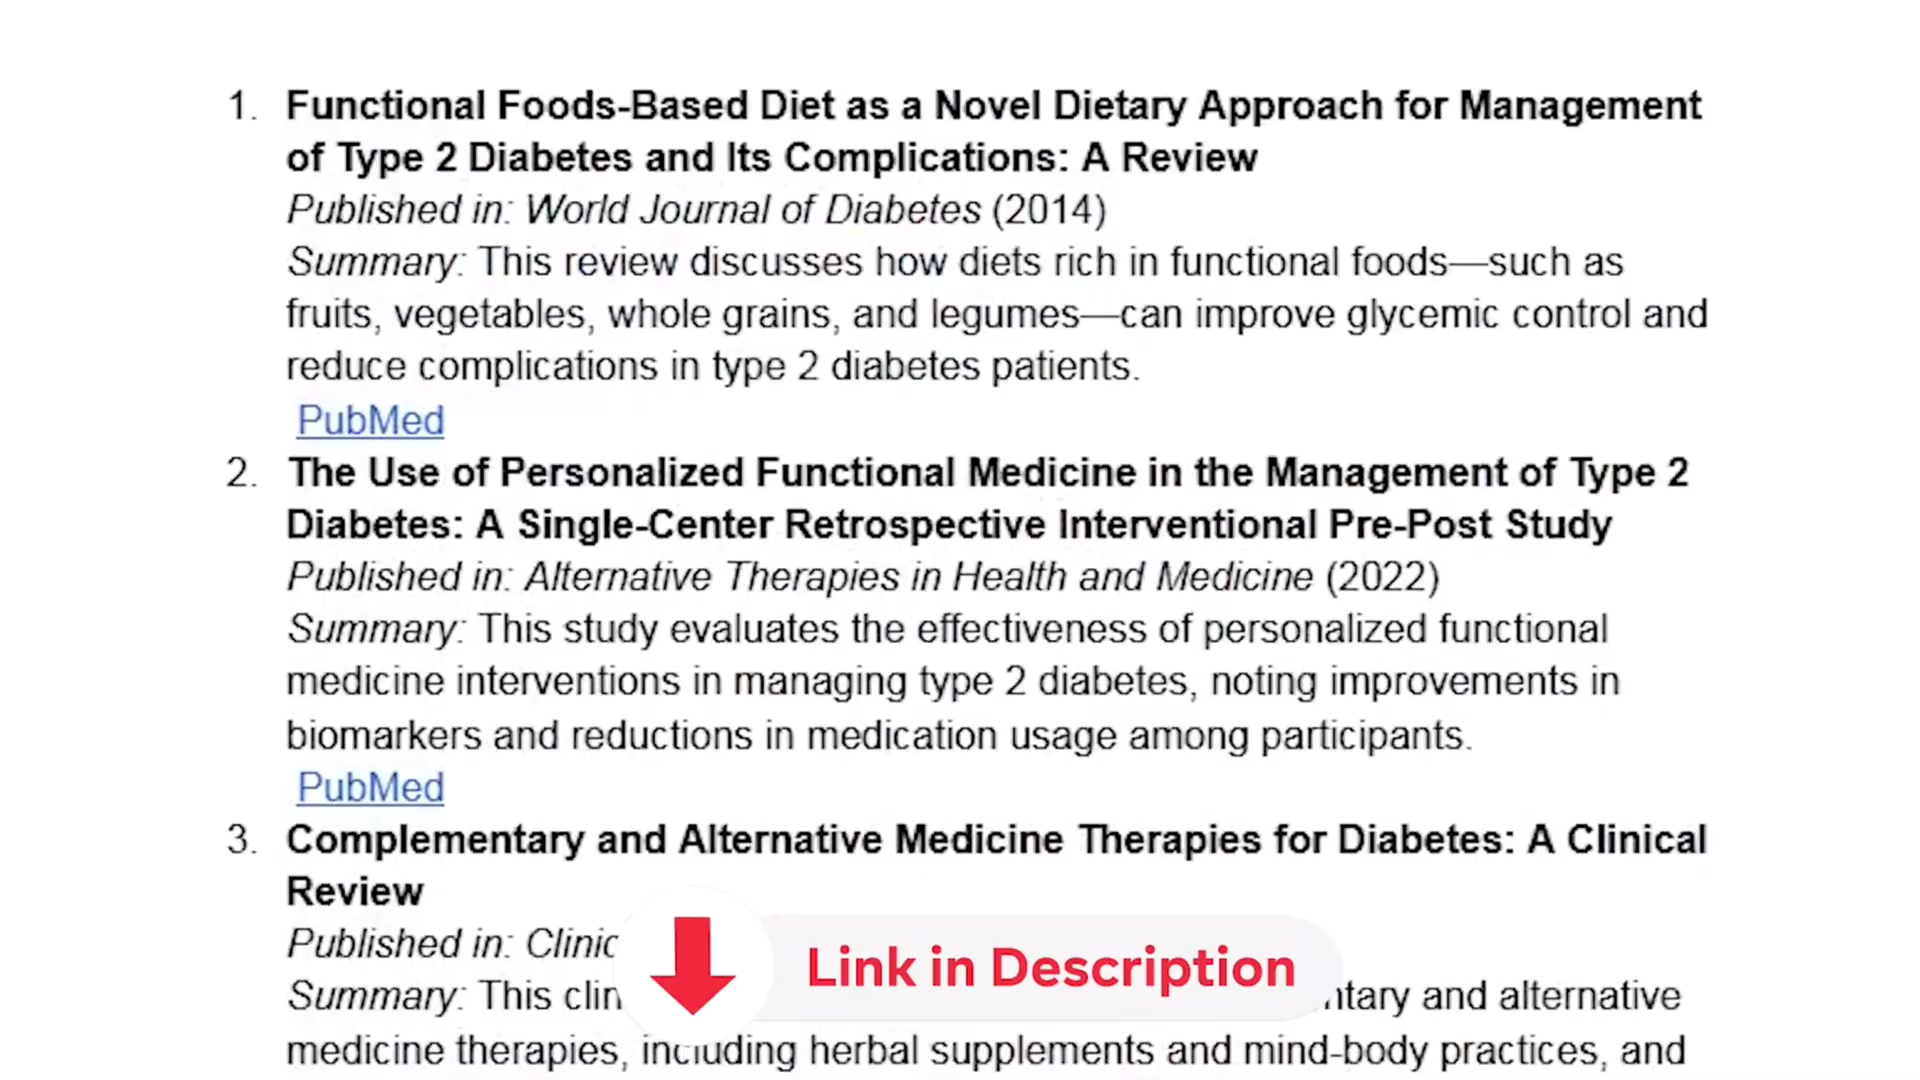 1. Functional Foods-Based Diet as a Novel Dietary Approach for Management
of Type 2 Diabetes and Its Complications: A Review
Published in: World Journal of Diabetes (2014)
Summary: This review discusses how diets rich in functional foods—such as
fruits, vegetables, whole grains, and legumes—can improve glycemic control and
reduce complications in type 2 diabetes patients.
PubMed
2. The Use of Personalized Functional Medicine in the Management of Type 2
Diabetes: A Single-Center Retrospective Interventional Pre-Post Study
Published in: Alternative Therapies in Health and Medicine (2022)
Summary: This study evaluates the effectiveness of personalized functional
medicine interventions in managing type 2 diabetes, noting improvements in
biomarkers and reductions in medication usage among participants.
PubMed
3. Complementary and Alternative Medicine Therapies for Diabetes: A Clinical
Review
Published in:
Link in Description
Summary: This and alternative
medicine therapies, including herbal supplements and mind-body practices, and